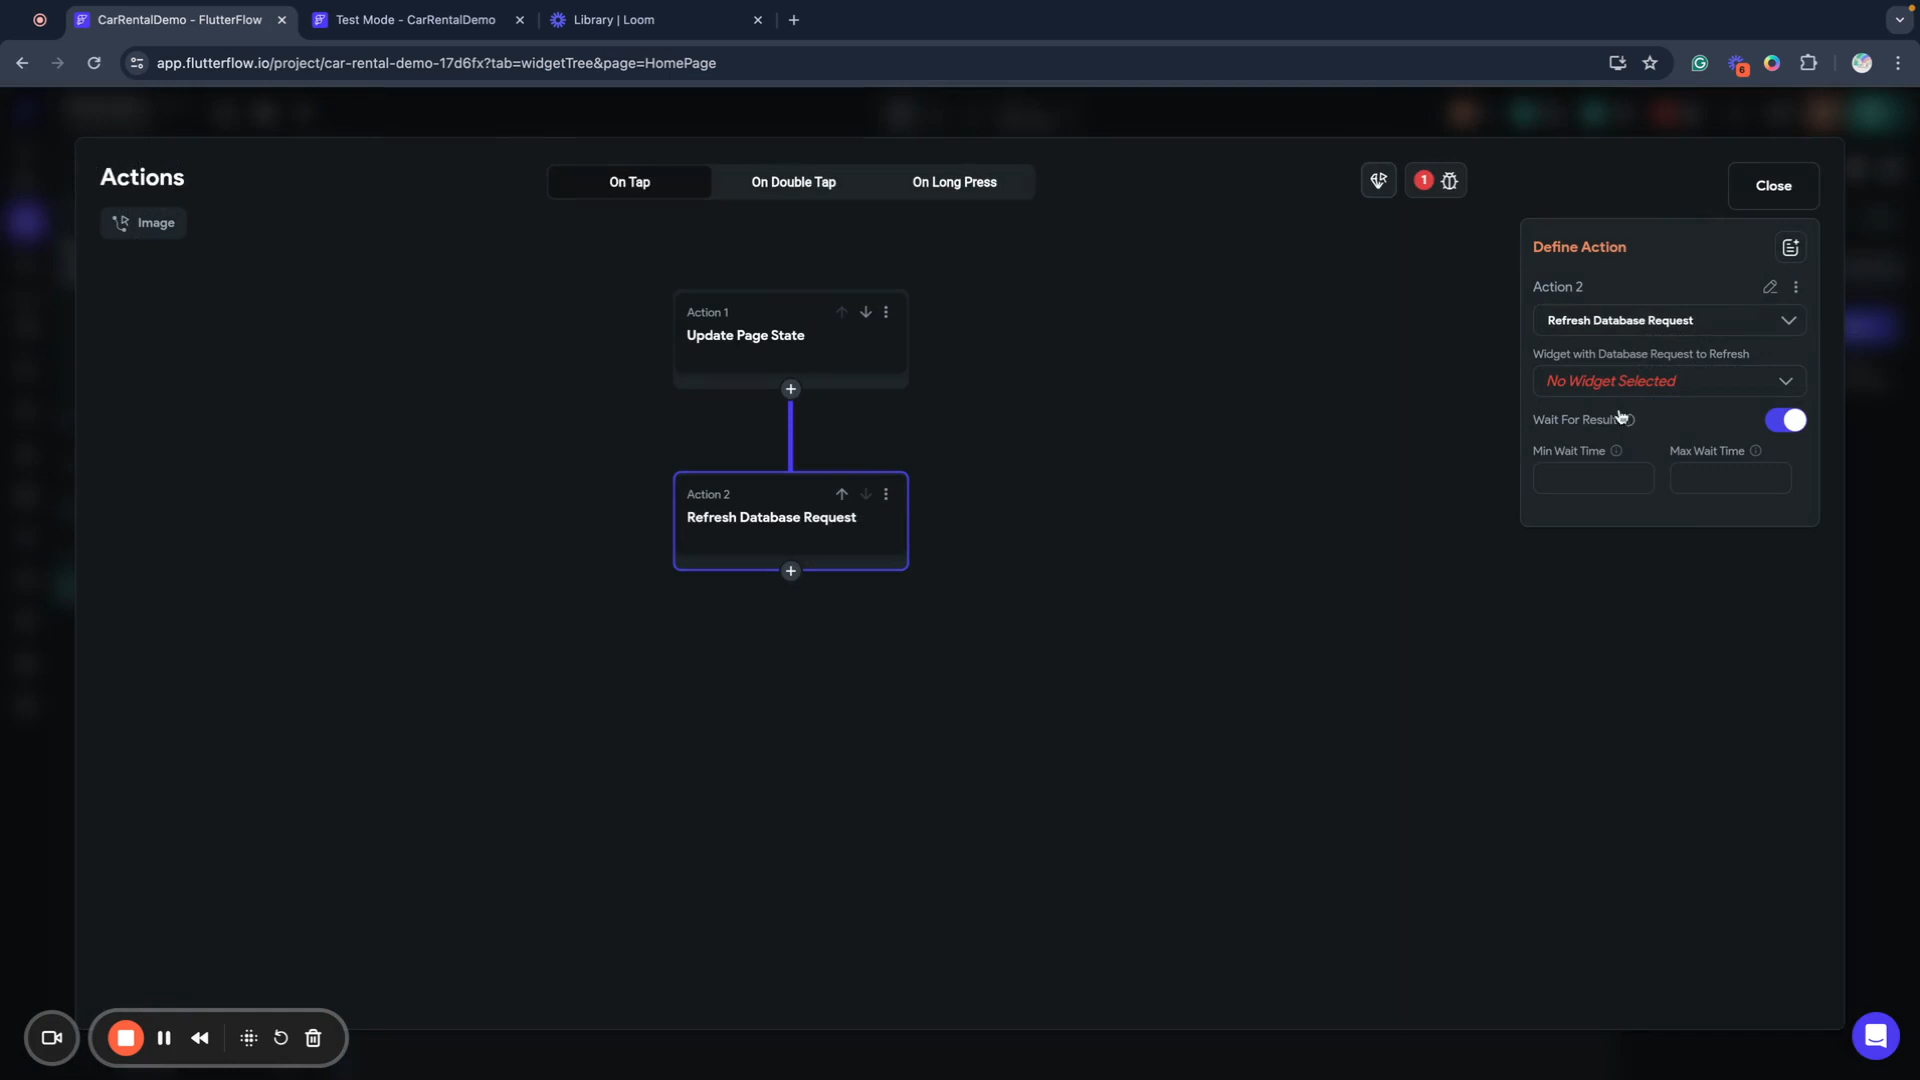 CarRentalDemo - FlutterFlow
Test Mode - CarRentalDemo
Library | Loom
app.flutterflow.io/project/car-rental-demo-17d6fx?tab=widgetTree&page=HomePage
6
Actions
On Tap
On Double Tap
On Long Press
1
Close
Image
Define Action
Action 2
Refresh Database Request
Widget with Database Request to Refresh
No Widget Selected
Wait For Result
Min Wait Time
Max Wait Time
Action 1
Update Page State
Action 2
Refresh Database Request